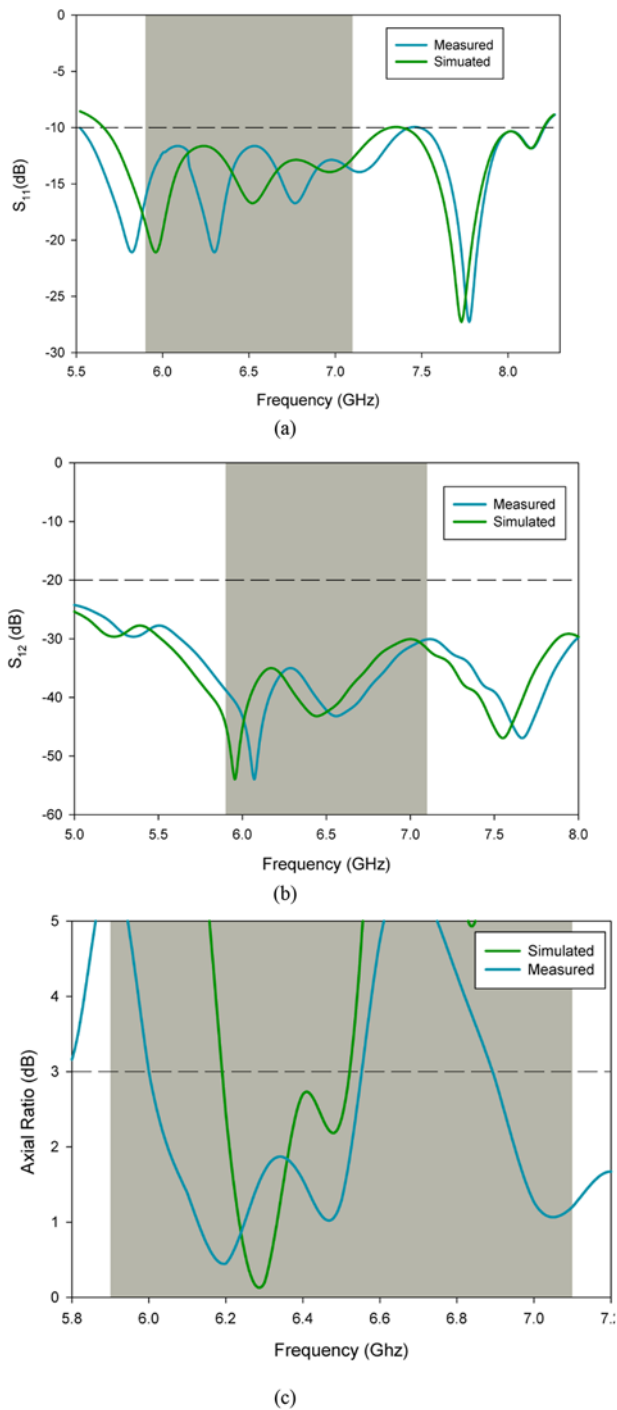 0
-5
-10
-15
-20
-25
-30
S11(dB)
Measured
Simuated
5.5 6.0 6.5 7.0 7.5 8.0
Frequency (GHz)
(a)
0
-10
-20
-30
-40
-50
-60
S12 (dB)
Measured
Simulated
5.0 5.5 6.0 6.5 7.0 7.5 8.0
Frequency (GHz)
(b)
5
4
3
2
1
0
Axial Ratio (dB)
Simulated
Measured
5.8 6.0 6.2 6.4 6.6 6.8 7.0
Frequency (Ghz)
(c)